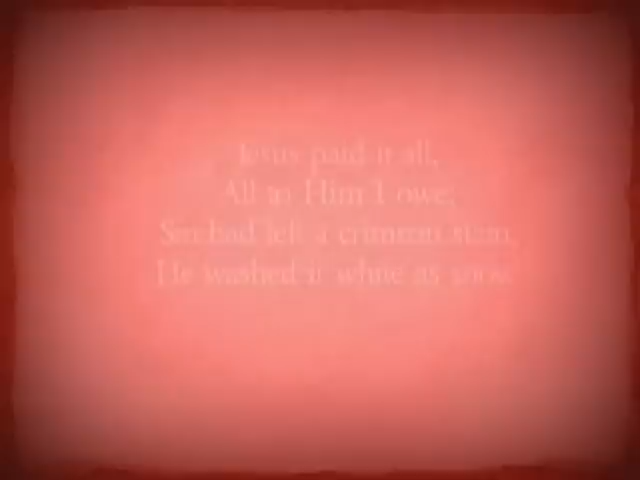 Jesus paid it all,
All to Him I owe;
Sin had left a crimson stain,
He washed it white as snow.